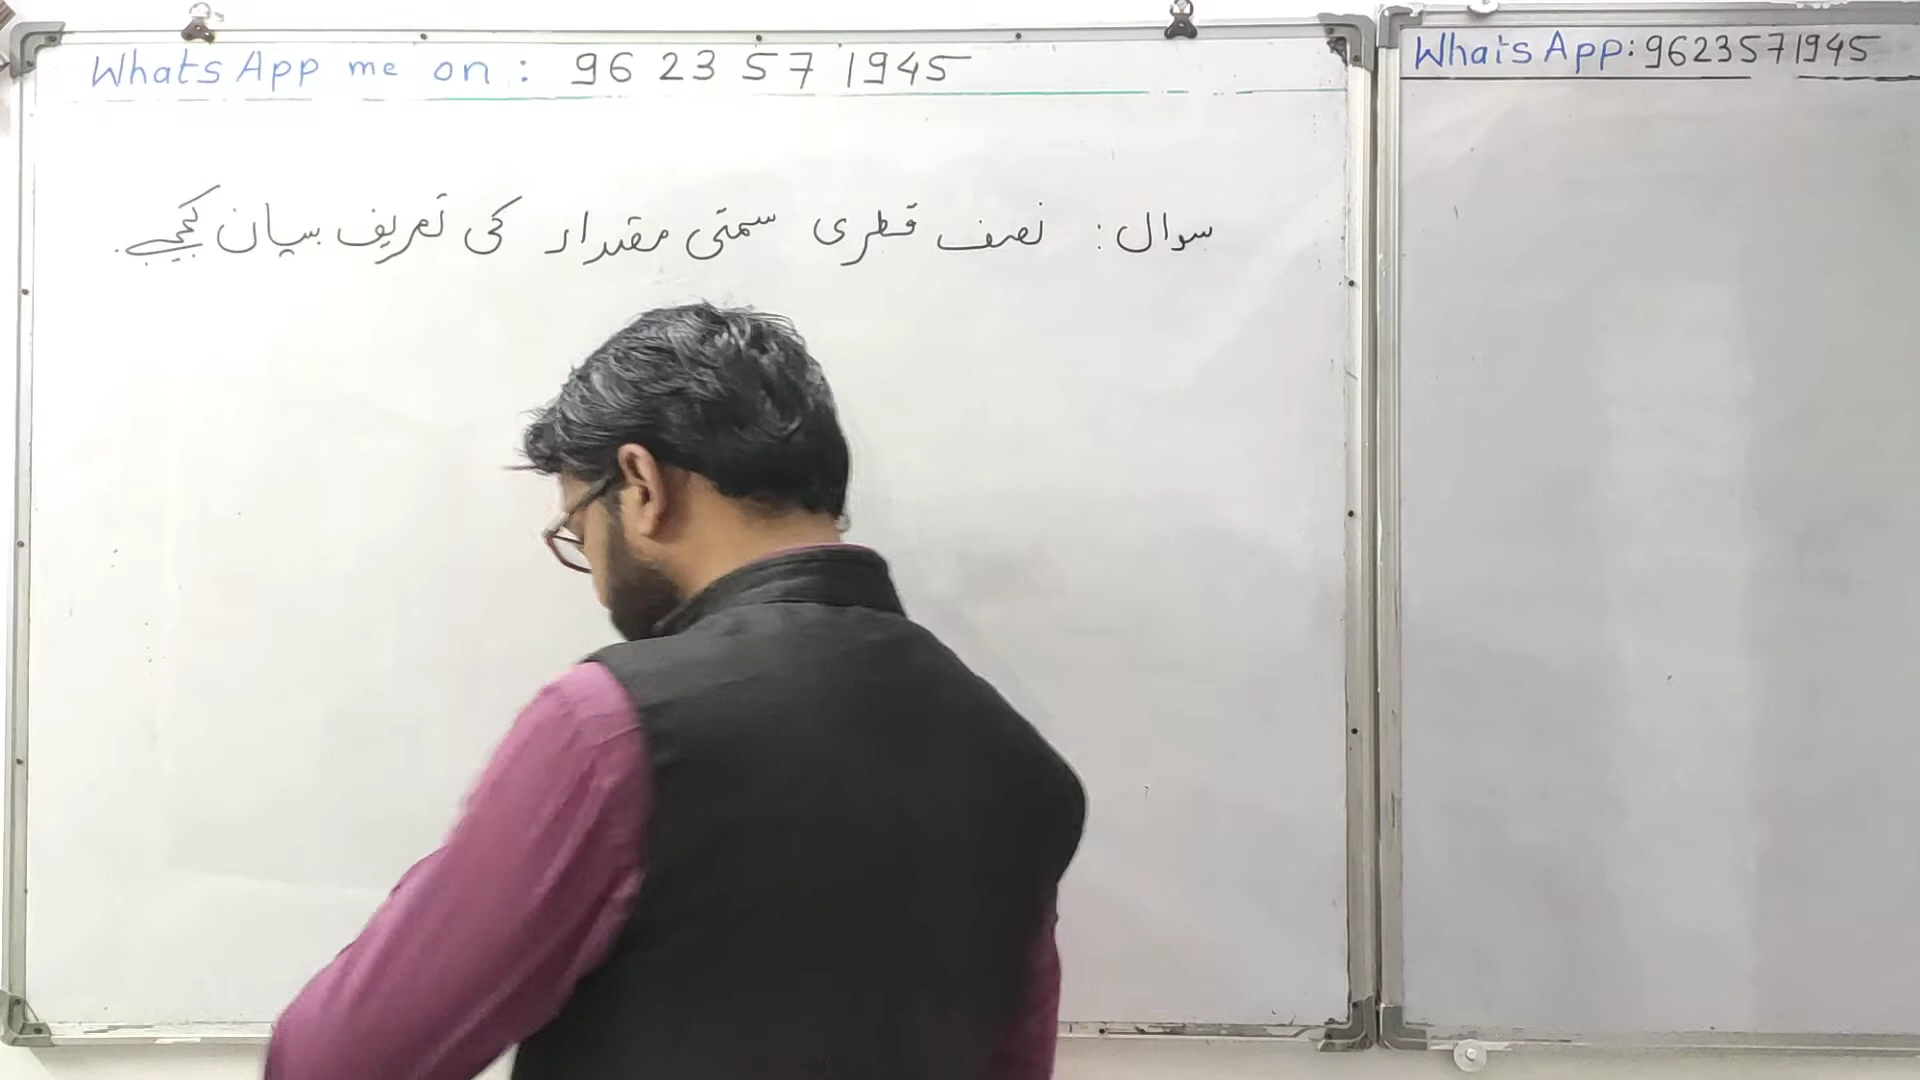 WhatsApp me on : 96 23 57 1945
WhatsApp:9623571945
سوال : نصف قطری سمتی مقدار کی تعریف بیان کیجیے۔